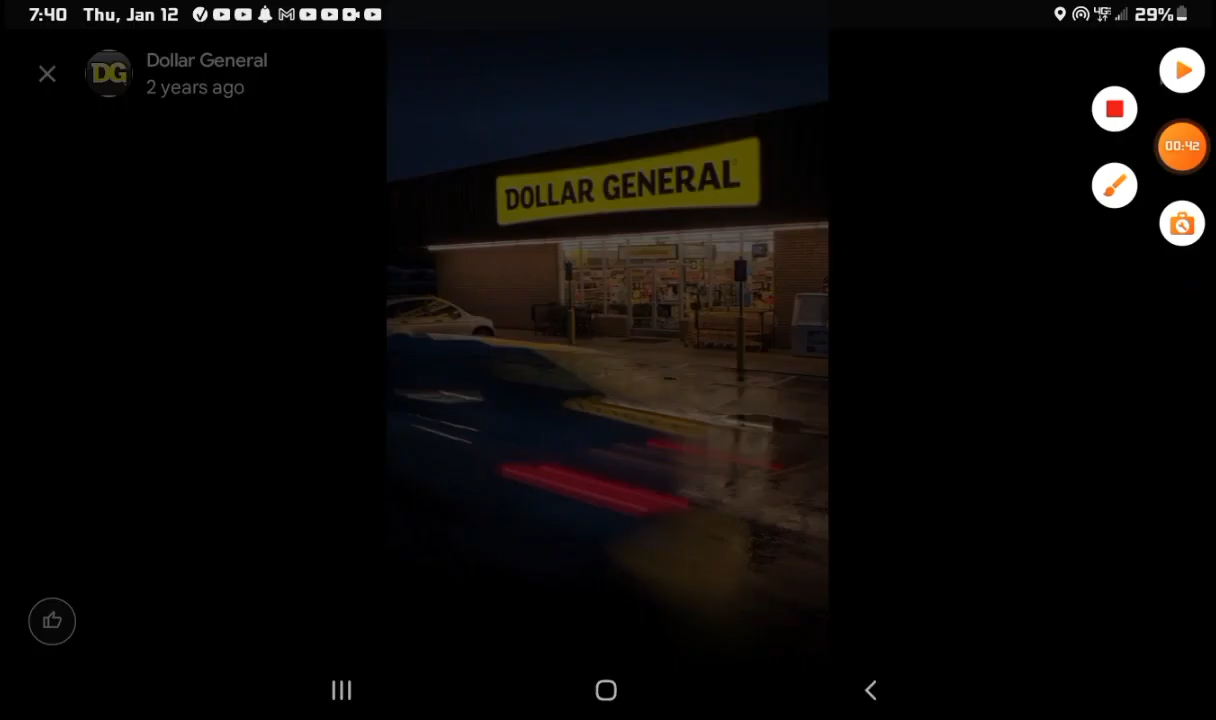 7:40 Thu, Jan 12
29%
DG
Dollar General
2 years ago
00:42
DOLLAR GENERAL